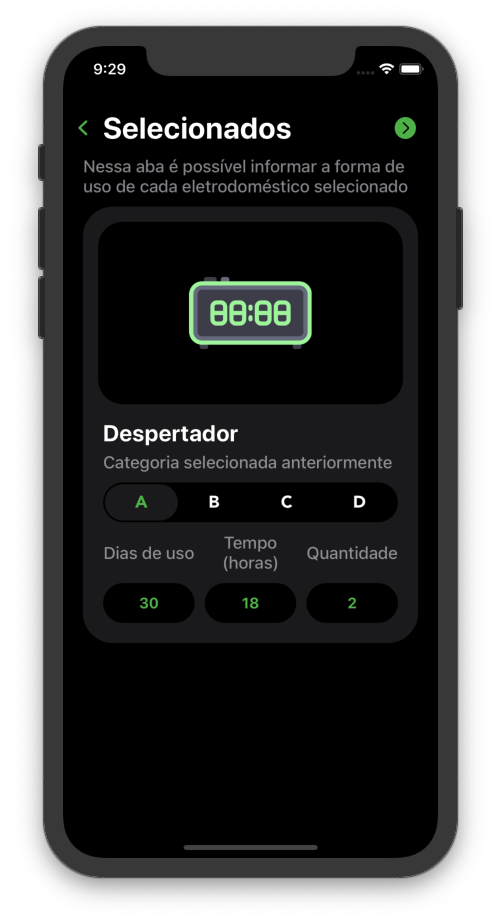 9:29
Selecionados
Nessa aba é possível informar a forma de
uso de cada eletrodoméstico selecionado
88:88
Despertador
Categoria selecionada anteriormente
A B C D
Dias de uso Tempo (horas) Quantidade
30 18 2